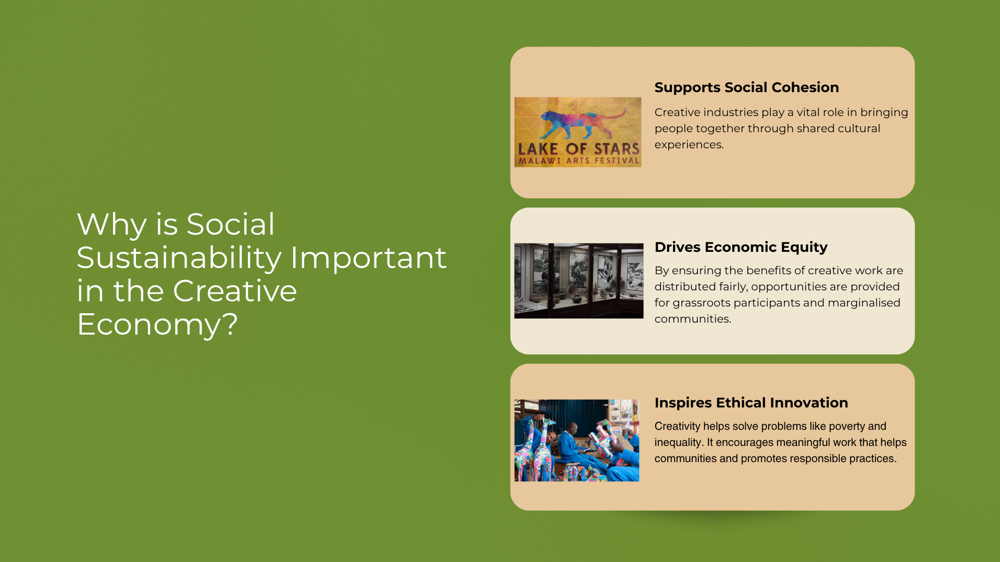 Why is Social
Sustainability Important
in the Creative
Economy?
LAKE OF STARS
MALAWI ARTS FESTIVAL
Supports Social Cohesion
Creative industries play a vital role in bringing
people together through shared cultural
experiences.
Drives Economic Equity
By ensuring the benefits of creative work are
distributed fairly, opportunities are provided
for grassroots participants and marginalised
communities.
Inspires Ethical Innovation
Creativity helps solve problems like poverty and
inequality. It encourages meaningful work that helps
communities and promotes responsible practices.